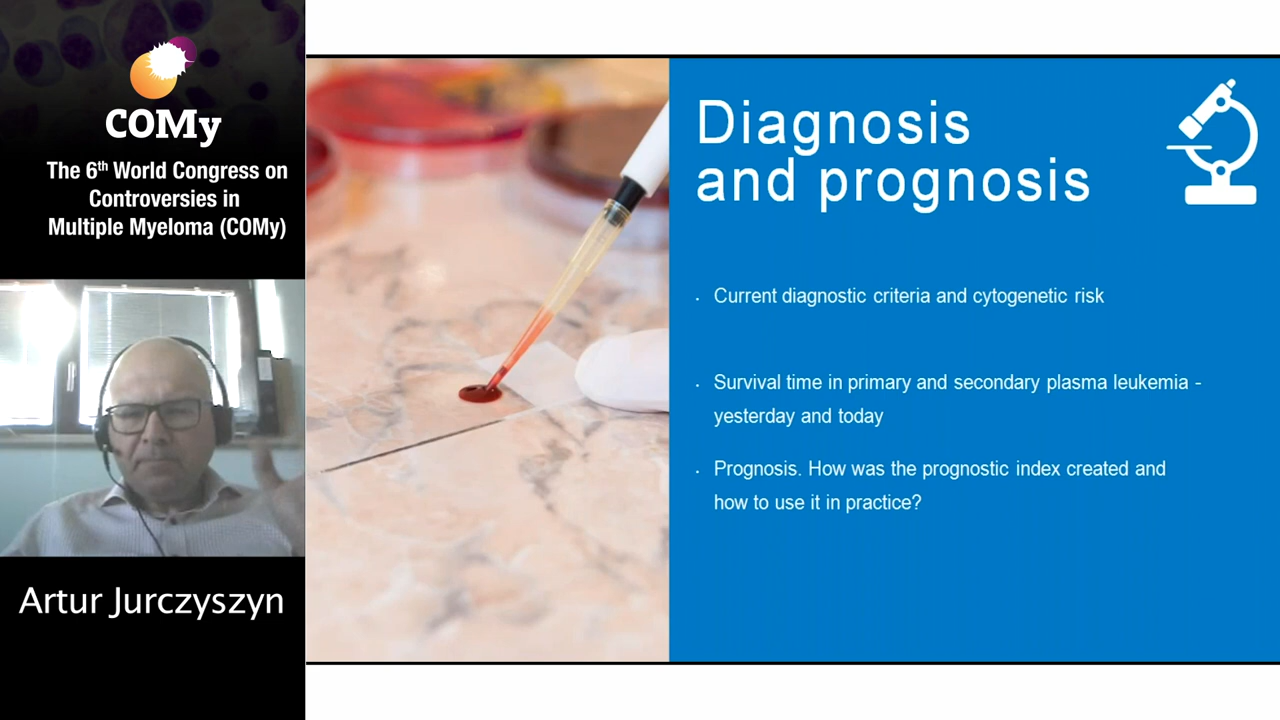 COMy
The 6th World Congress on
Controversies in
Multiple Myeloma (COMy)
Artur Jurczyszyn
Diagnosis
and prognosis
· Current diagnostic criteria and cytogenetic risk
· Survival time in primary and secondary plasma leukemia -
yesterday and today
· Prognosis. How was the prognostic index created and
how to use it in practice?